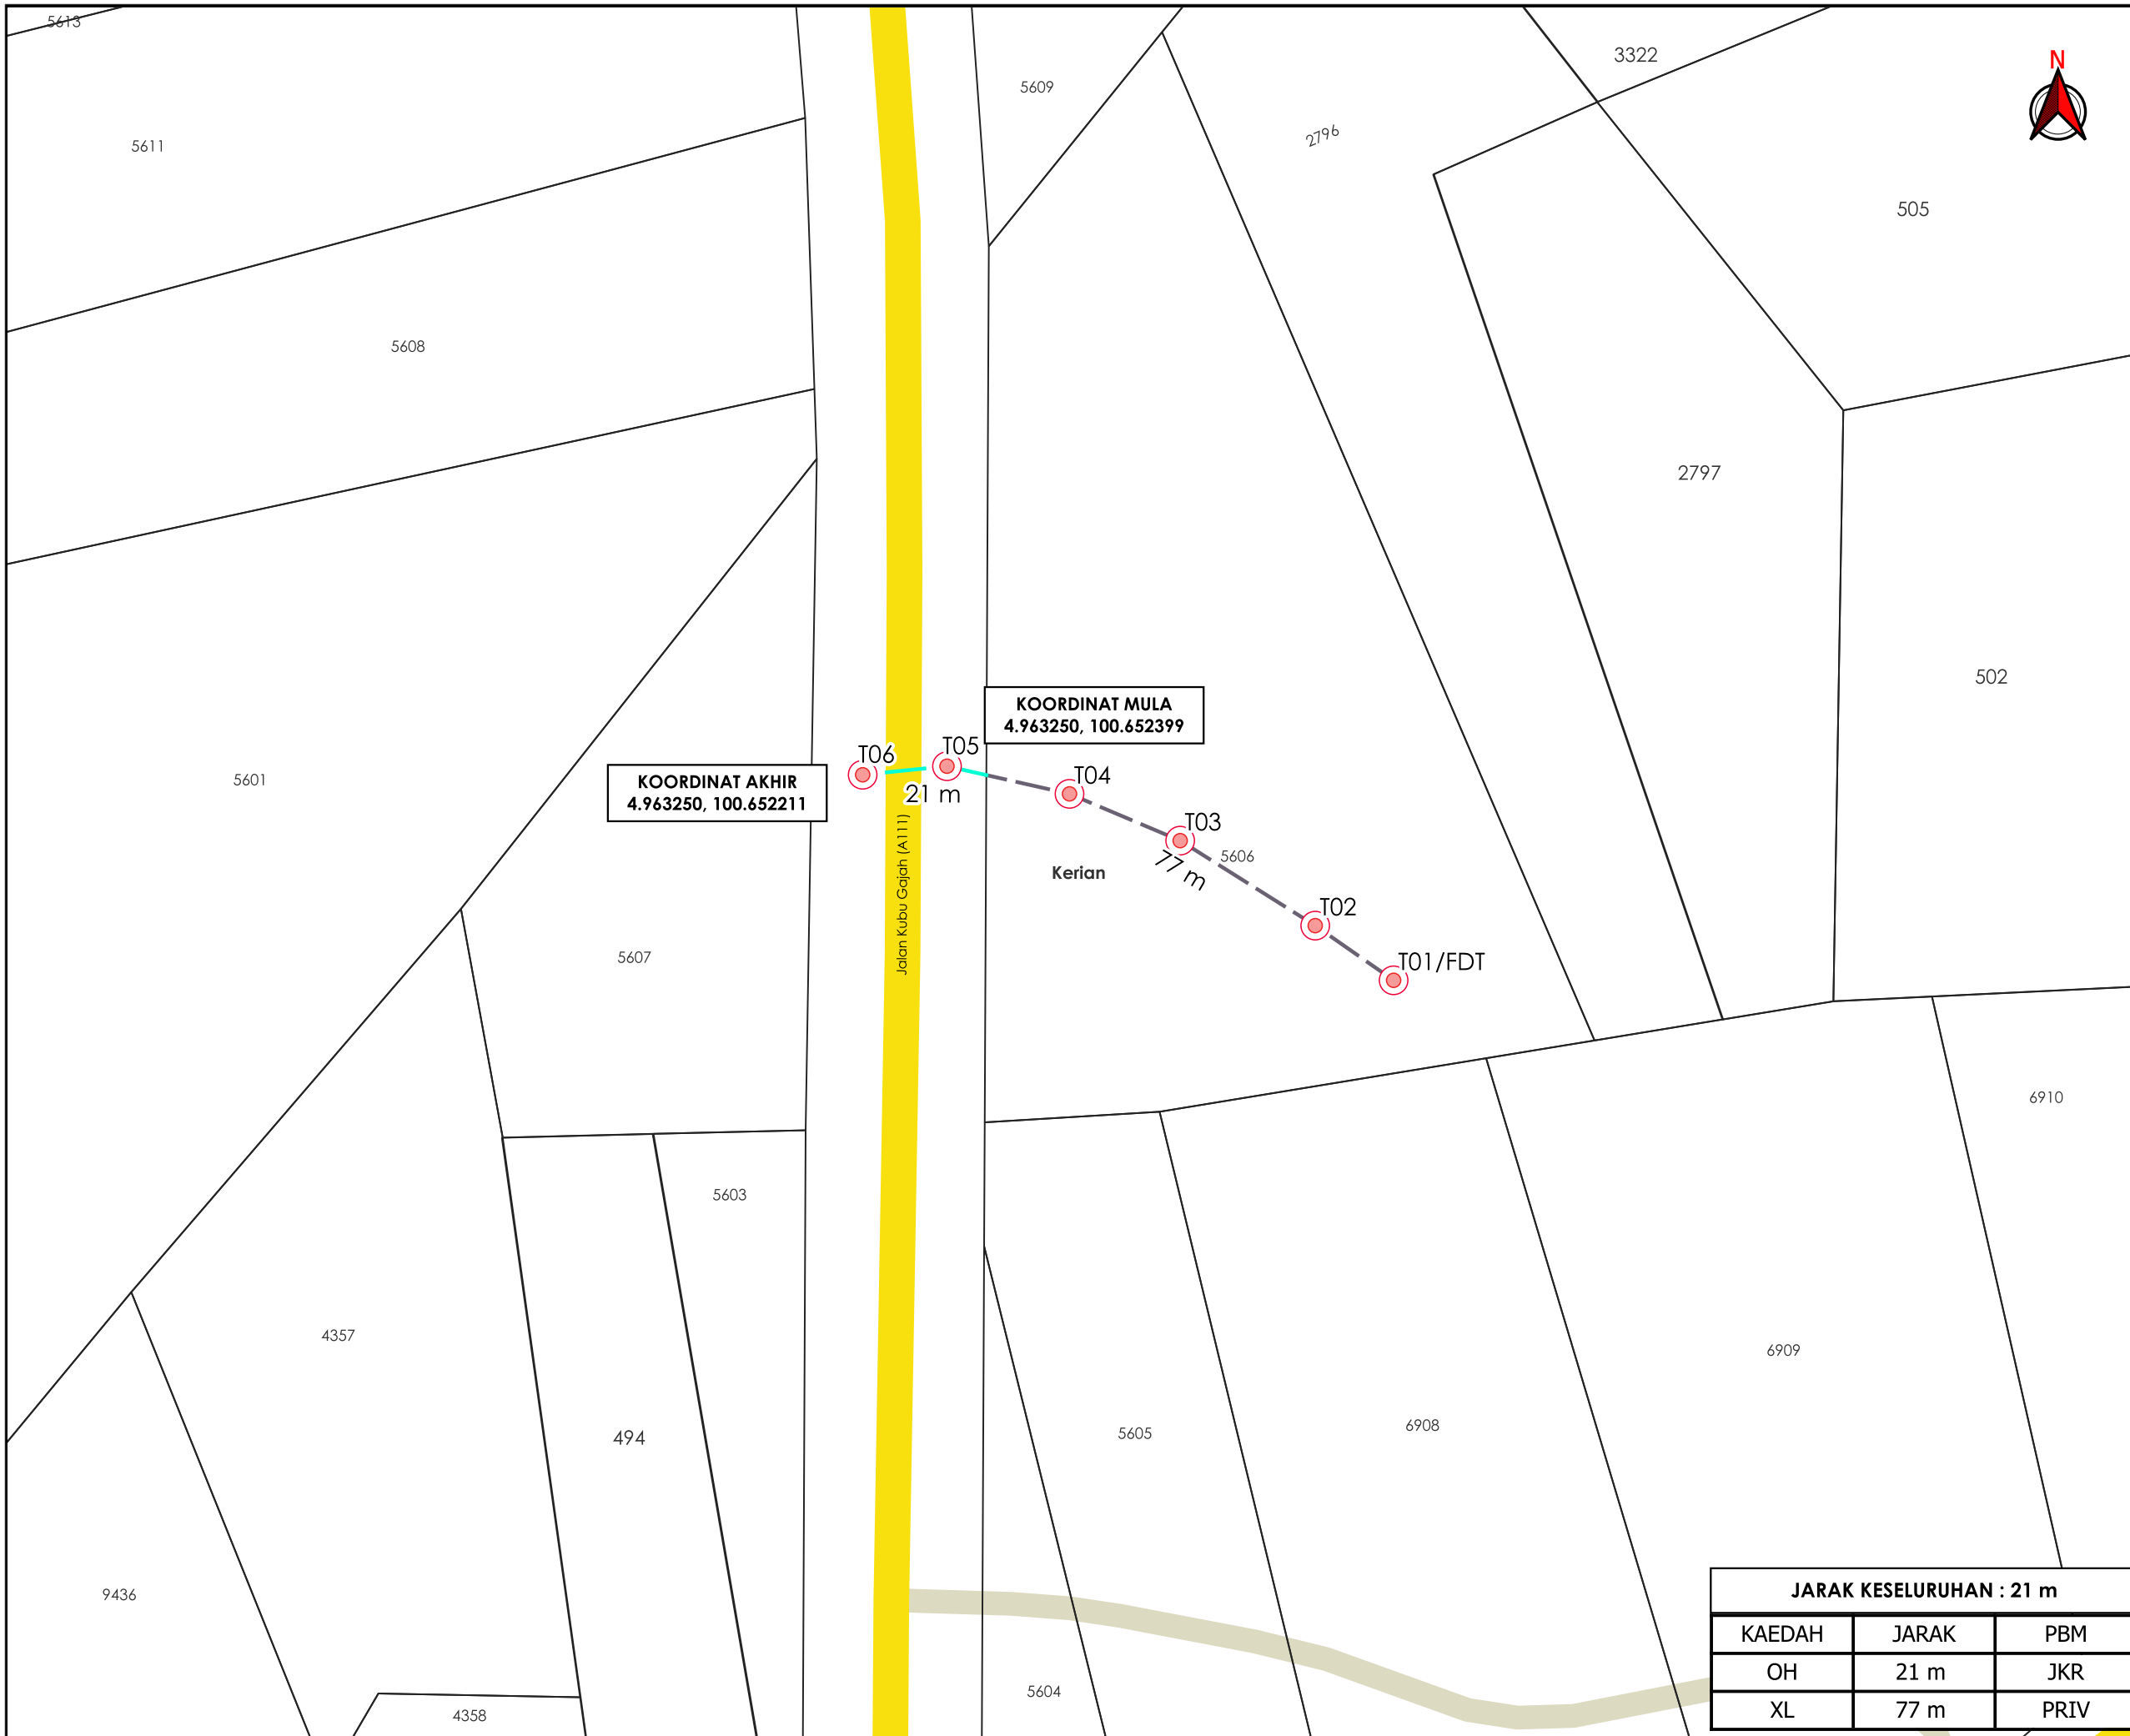 5613
N
3322
5609
2796
5611
505
5608
2797
502
KOORDINAT MULA
4.963250, 100.652399
T06
T05
KOORDINAT AKHIR
4.963250, 100.652211
21 m
T04
5601
T03
5606
77 m
Kerian
Jalan Kubu Gajah (A111)
T02
T01/FDT
5607
6910
5603
4357
6909
494
5605
6908
9436
5604
4358
JARAK KESELURUHAN : 21 m
KAEDAH JARAK PBM
OH 21 m JKR
XL 77 m PRIV